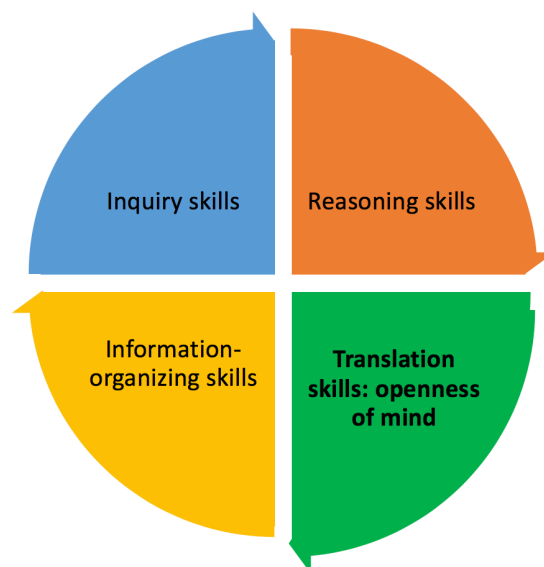 Inquiry skills
Reasoning skills
Information-
organizing skills
Translation
skills: openness
of mind